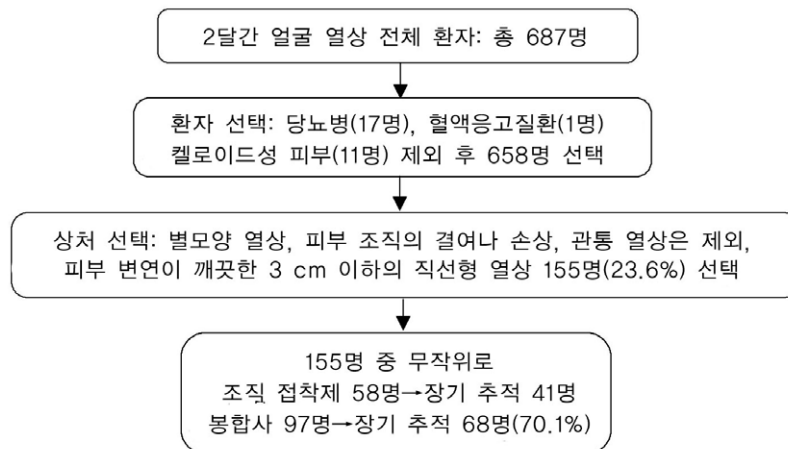 2달간 얼굴 열상 전체 환자: 총 687명
환자 선택: 당뇨병(17명), 혈액응고질환(1명)
켈로이드성 피부(11명) 제외 후 658명 선택
상처 선택: 별모양 열상, 피부 조직의 결여나 손상, 관통 열상은 제외,
피부 변연이 깨끗한 3 cm 이하의 직선형 열상 155명(23.6%) 선택
155명 중 무작위로
조직 접착제 58명→장기 추적 41명
봉합사 97명→장기 추적 68명(70.1%)